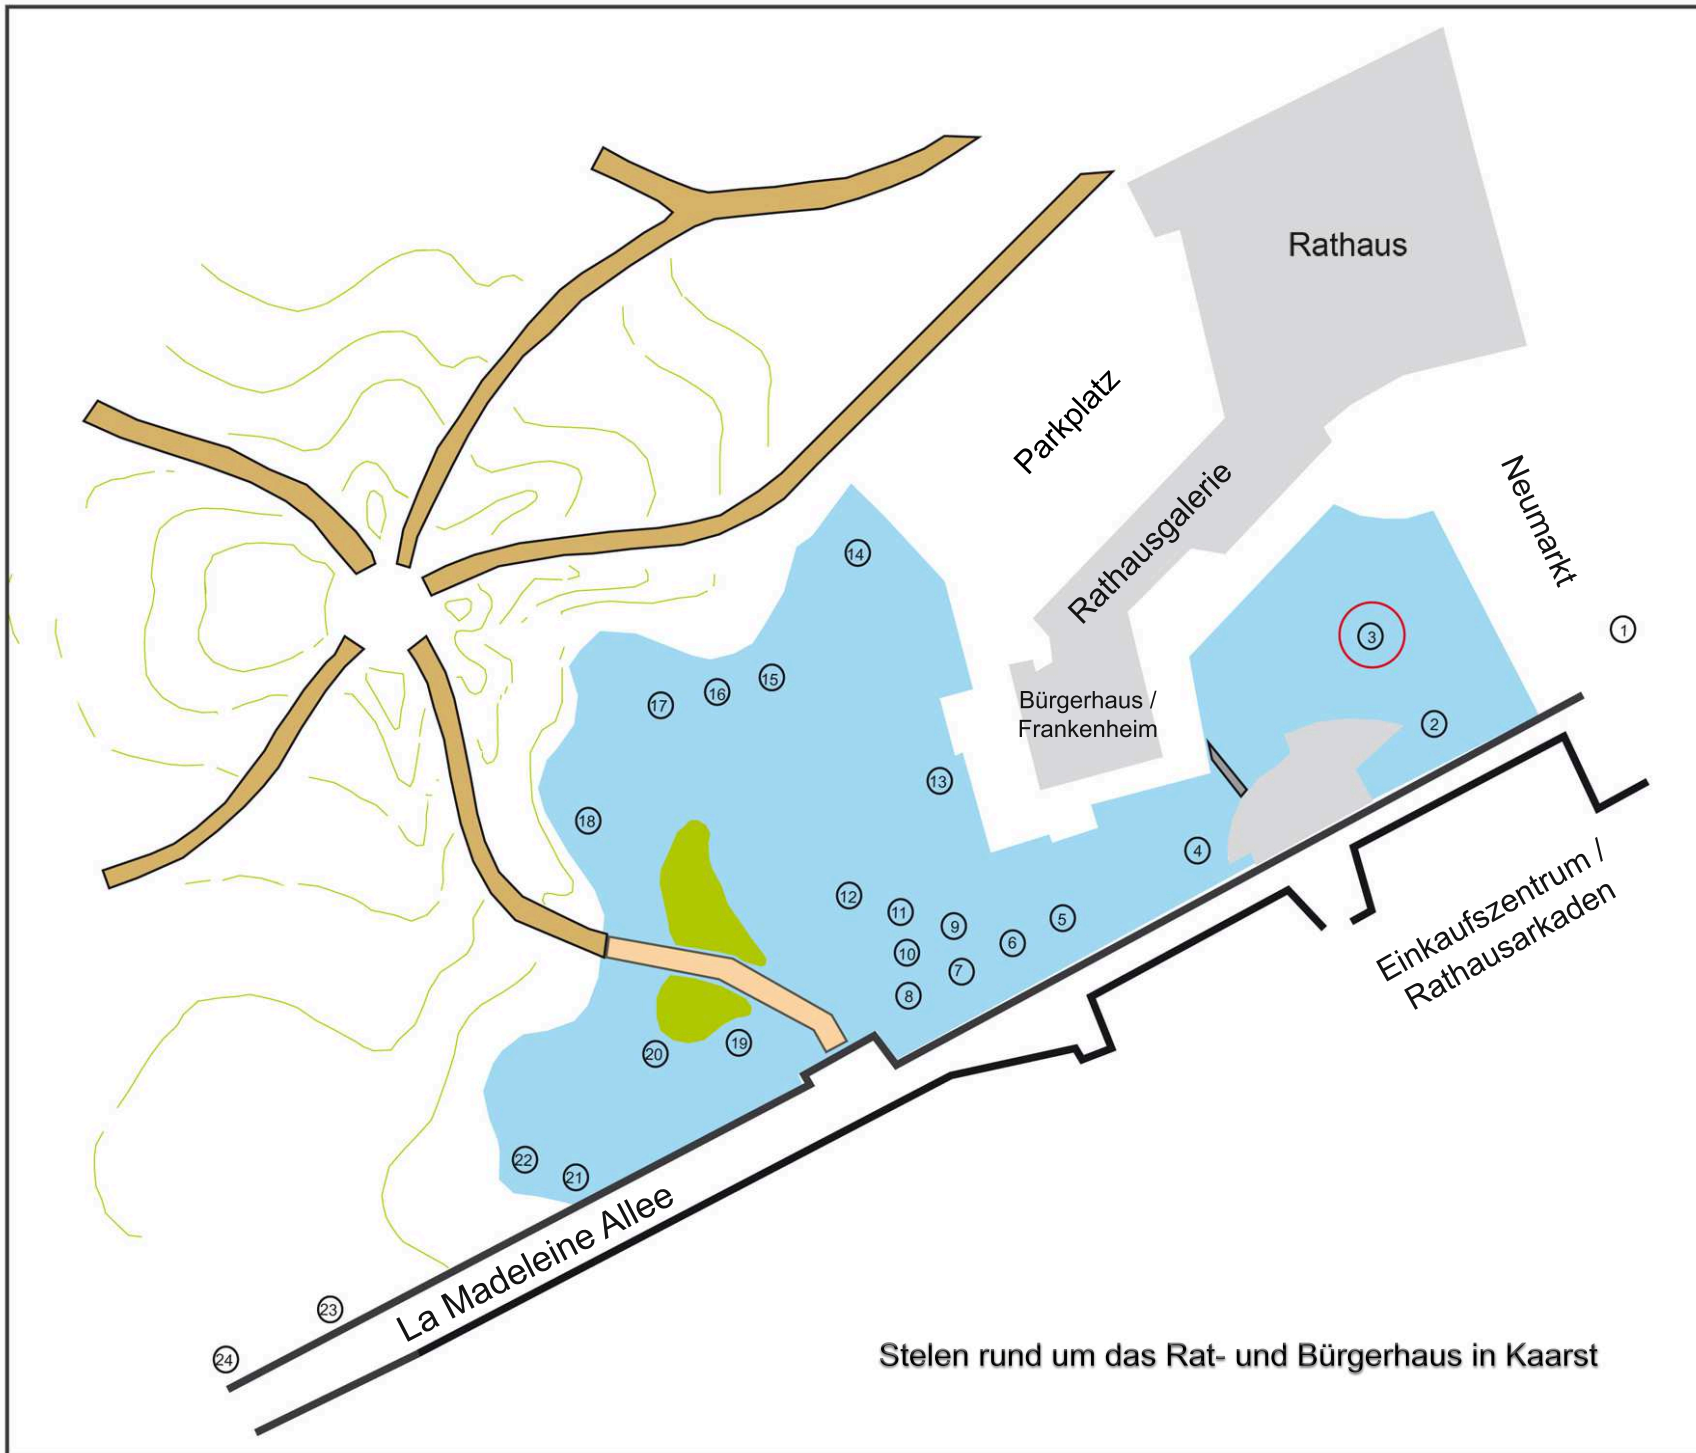 Rathaus
Parkplatz
Rathausgalerie
Neumarkt
14
1
3
15
16
17
Bürgerhaus /
Frankenheim
2
13
18
4
Einkaufszentrum /
Rathausarkaden
12
11
5
9
6
10
7
8
19
20
22
21
La Madeleine Allee
23
24
Stelen rund um das Rat- und Bürgerhaus in Kaarst